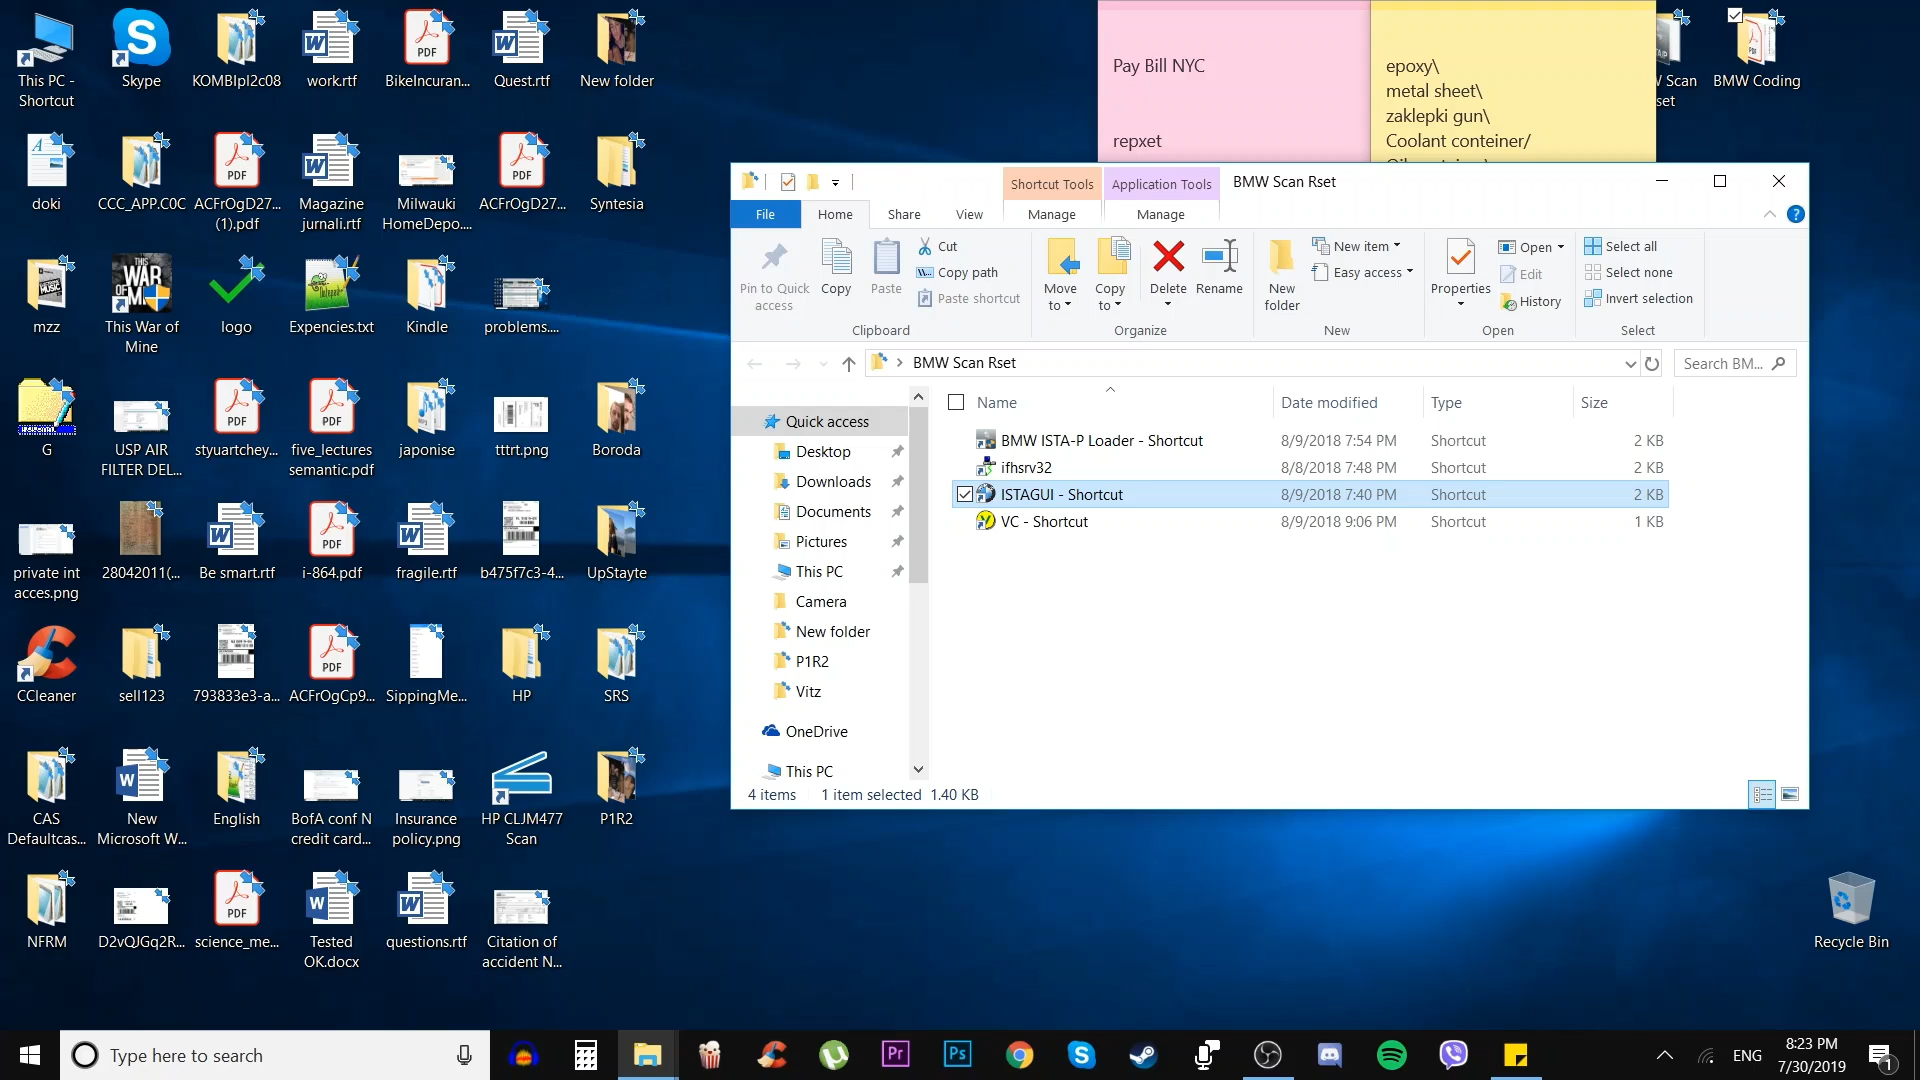 This PC -
Shortcut
Skype
KOMBIpl2c08
work.rtf
BikeIncuran...
Quest.rtf
New folder
doki
CCC_APP.C0C
ACFrOgD27...
(1).pdf
Magazine
jurnali.rtf
Milwauki
HomeDepo....
ACFrOgD27...
Syntesia
mzz
This War of
Mine
logo
Expencies.txt
Kindle
problems....
G
USP AIR
FILTER DEL...
styuartchey...
five_lectures
semantic.pdf
japonise
tttrt.png
Boroda
private int
acces.png
28042011(...
Be smart.rtf
i-864.pdf
fragile.rtf
b475f7c3-4...
UpStayte
CCleaner
sell123
793833e3-a...
ACFrOgCp9...
SippingMe...
HP
SRS
CAS
Defaultcas...
New
Microsoft W...
English
BofA conf N
credit card...
Insurance
policy.png
HP CLJM477
Scan
P1R2
NFRM
D2vQJGq2R...
science_me...
Tested
OK.docx
questions.rtf
Citation of
accident N...
Pay Bill NYC
repxet
epoxy\
metal sheet\
zaklepki gun\
Coolant conteiner/
Scan
set
BMW Coding
Recycle Bin
Shortcut Tools
Application Tools
BMW Scan Rset
File
Home
Share
View
Manage
Manage
Pin to Quick
access
Copy
Paste
Cut
Copy path
Paste shortcut
Clipboard
Move
to
Copy
to
Delete
Rename
Organize
New
folder
New item
Easy access
New
Properties
Open
Edit
History
Open
Select all
Select none
Invert selection
Select
BMW Scan Rset
Search BM...
Quick access
Desktop
Downloads
Documents
Pictures
This PC
Camera
New folder
P1R2
Vitz
OneDrive
This PC
Name
Date modified
Type
Size
BMW ISTA-P Loader - Shortcut 8/9/2018 7:54 PM Shortcut 2 KB
ifhsrv32 8/8/2018 7:48 PM Shortcut 2 KB
ISTAGUI - Shortcut 8/9/2018 7:40 PM Shortcut 2 KB
VC - Shortcut 8/9/2018 9:06 PM Shortcut 1 KB
4 items 1 item selected 1.40 KB
Type here to search
ENG
8:23 PM
7/30/2019
1